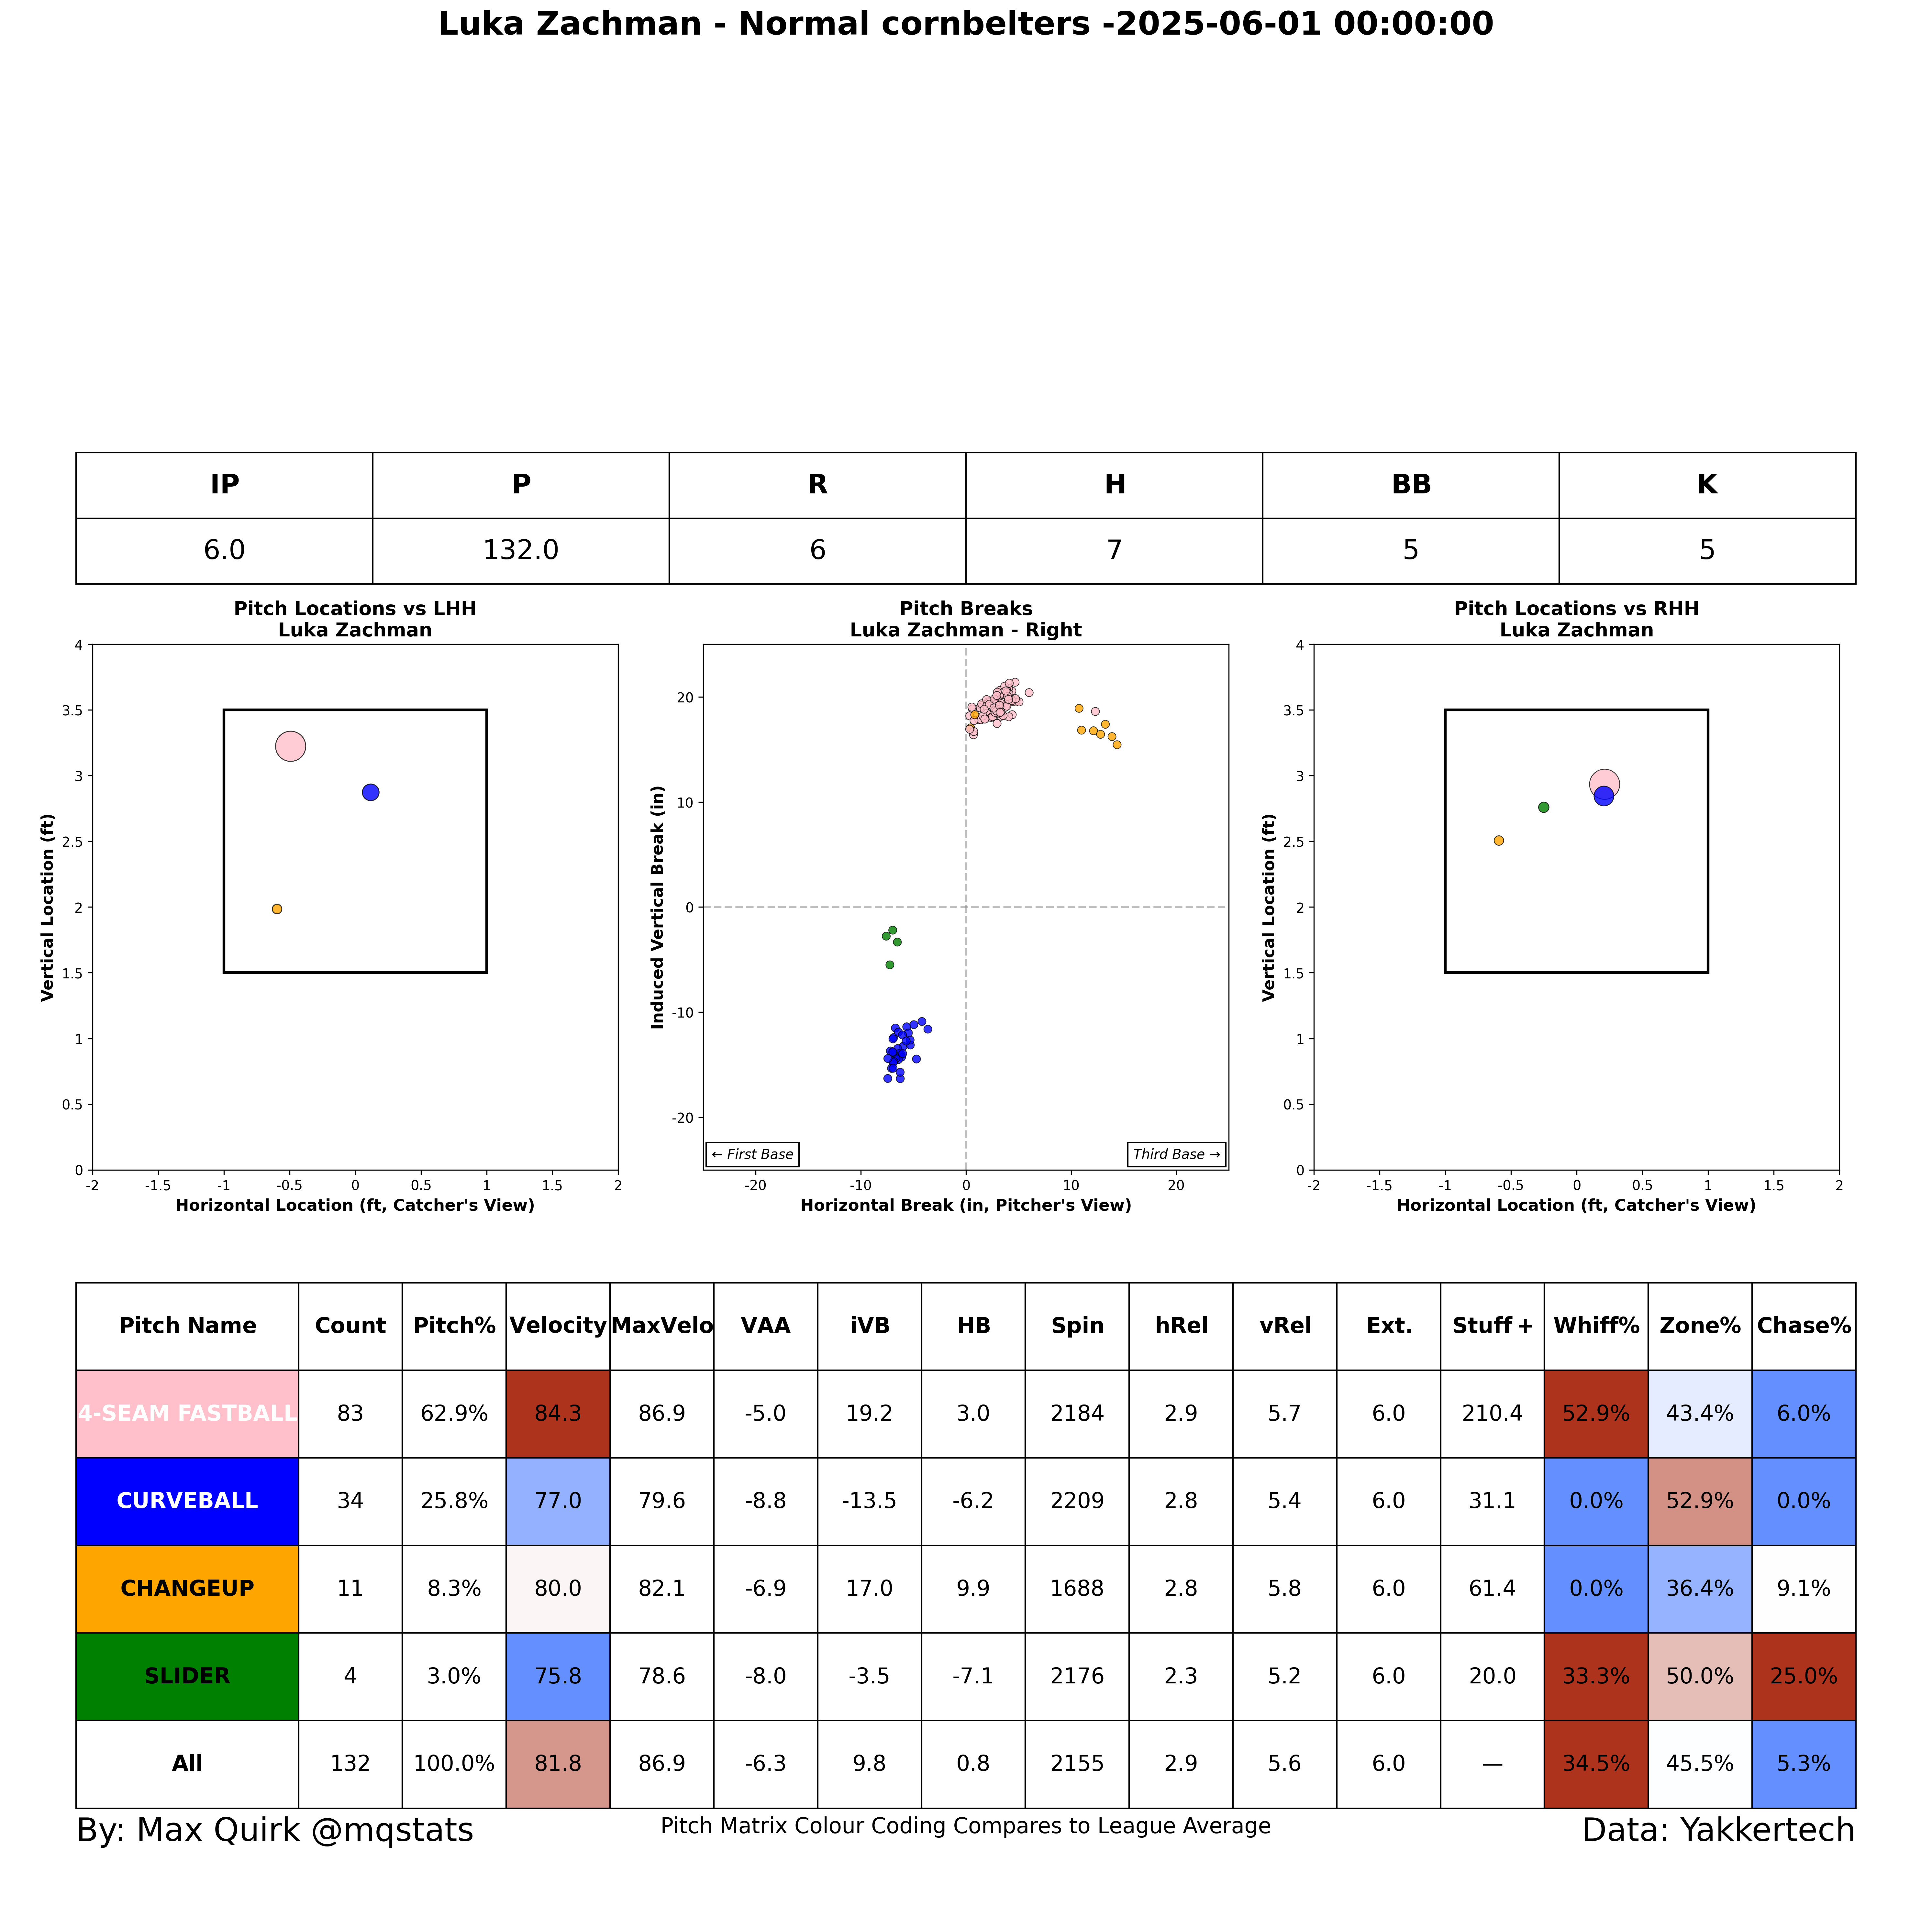 Luka Zachman - Normal cornbelters -2025-06-01 00:00:00
IP P R H BB K
6.0 132.0 6 7 5 5
Pitch Locations vs LHH
Luka Zachman
4
3.5
3
2.5
2
1.5
1
0.5
0
-2 -1.5 -1 -0.5 0 0.5 1 1.5 2
Vertical Location (ft)
Horizontal Location (ft, Catcher's View)
Pitch Breaks
Luka Zachman - Right
20
10
0
-10
-20
← First Base Third Base →
-20 -10 0 10 20
Induced Vertical Break (in)
Horizontal Break (in, Pitcher's View)
Pitch Locations vs RHH
Luka Zachman
4
3.5
3
2.5
2
1.5
1
0.5
0
-2 -1.5 -1 -0.5 0 0.5 1 1.5 2
Vertical Location (ft)
Horizontal Location (ft, Catcher's View)
Pitch Name Count Pitch% Velocity MaxVelo VAA iVB HB Spin hRel vRel Ext. Stuff+ Whiff% Zone% Chase%
4-SEAM FASTBALL 83 62.9% 84.3 86.9 -5.0 19.2 3.0 2184 2.9 5.7 6.0 210.4 52.9% 43.4% 6.0%
CURVEBALL 34 25.8% 77.0 79.6 -8.8 -13.5 -6.2 2209 2.8 5.4 6.0 31.1 0.0% 52.9% 0.0%
CHANGEUP 11 8.3% 80.0 82.1 -6.9 17.0 9.9 1688 2.8 5.8 6.0 61.4 0.0% 36.4% 9.1%
SLIDER 4 3.0% 75.8 78.6 -8.0 -3.5 -7.1 2176 2.3 5.2 6.0 20.0 33.3% 50.0% 25.0%
All 132 100.0% 81.8 86.9 -6.3 9.8 0.8 2155 2.9 5.6 6.0 — 34.5% 45.5% 5.3%
By: Max Quirk @mqstats Pitch Matrix Colour Coding Compares to League Average Data: Yakkertech